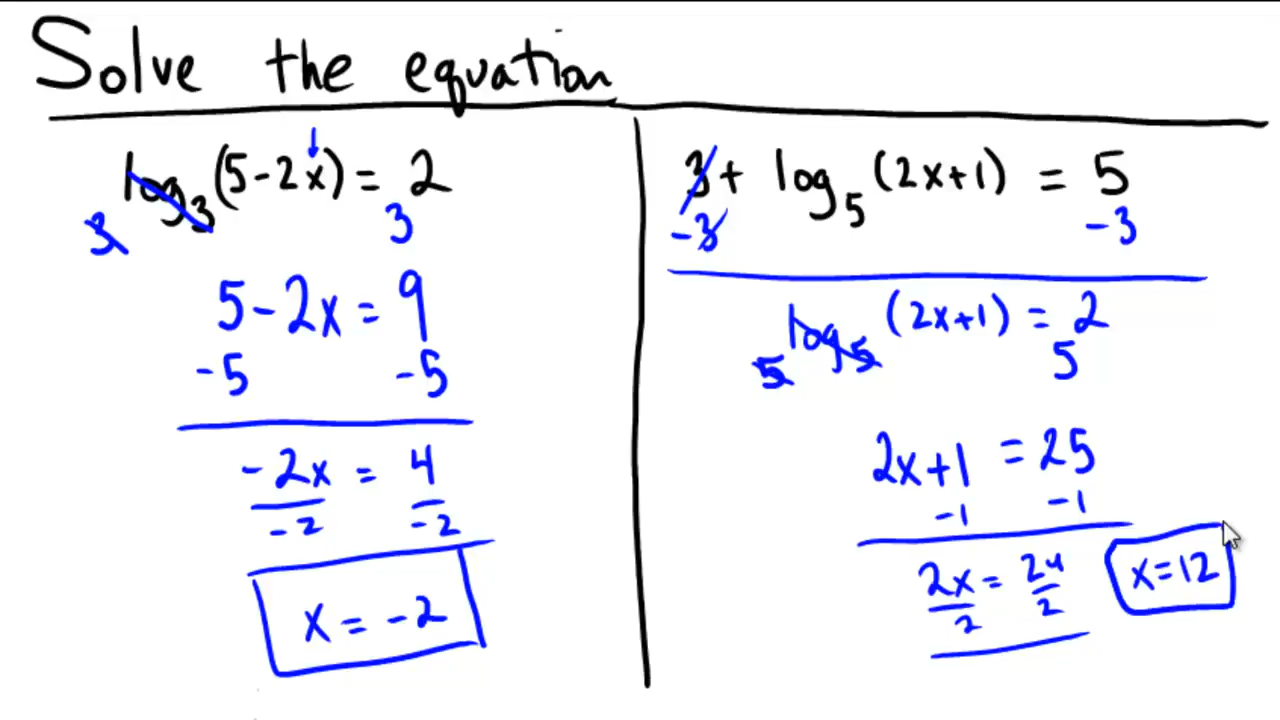 Solve the equation
log₃(5-2x) = 2
3 3
5-2x = 9
-5 -5
-2x = 4
-2 -2
x = -2
3 + log₅(2x+1) = 5
-3 -3
log₅(2x+1) = 2
5 5
2x+1 = 25
-1 -1
2x = 24
2 2
x=12